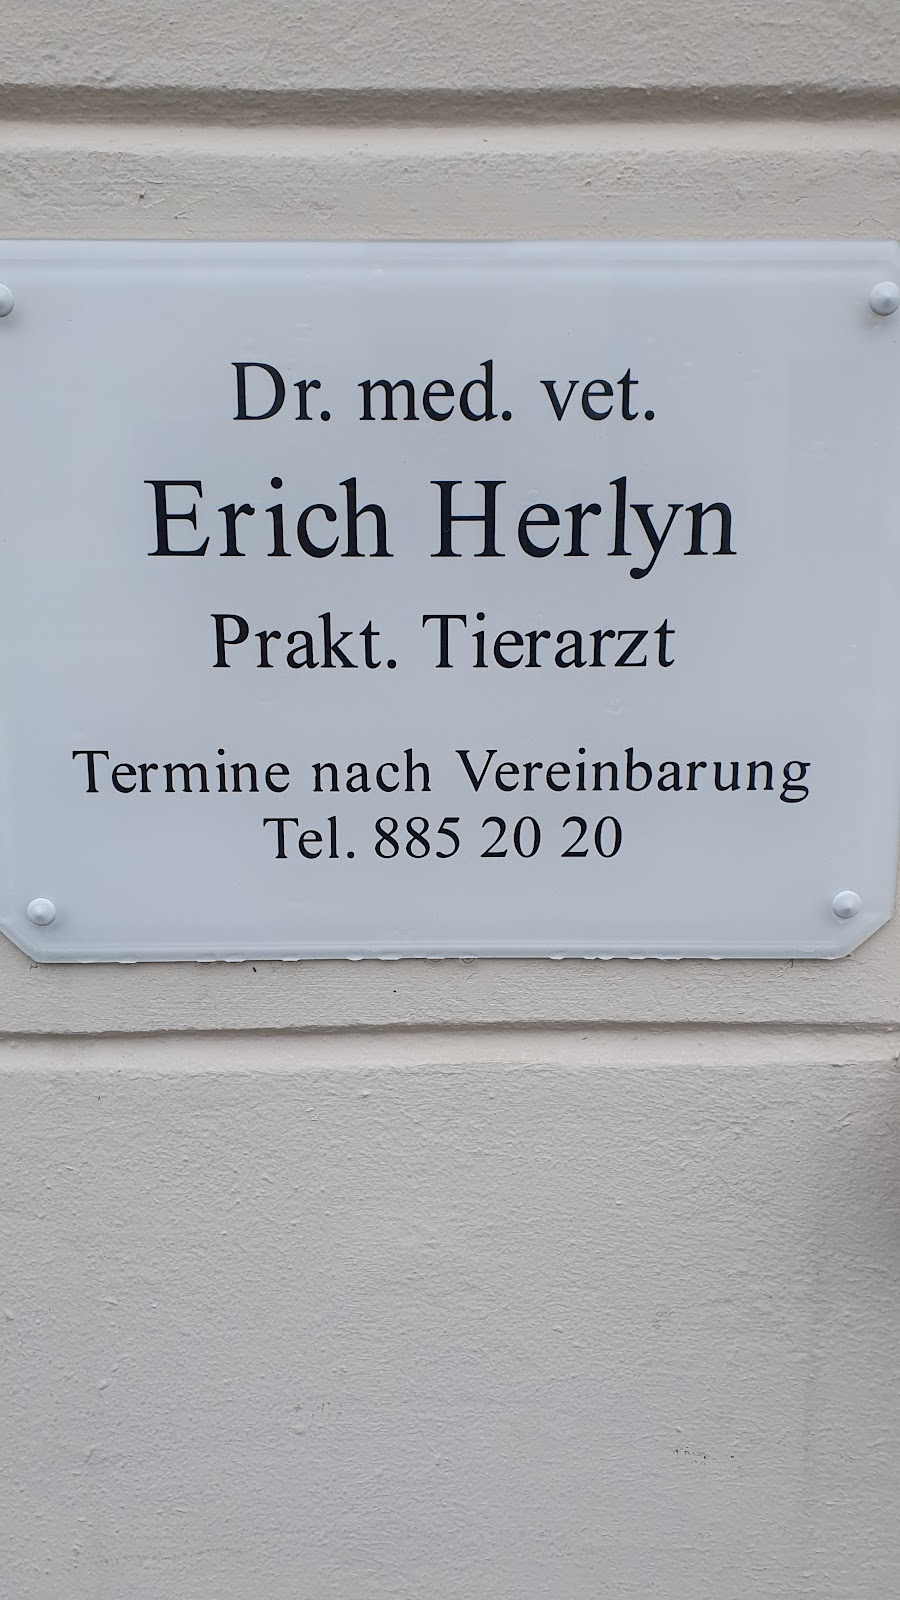 Dr. med. vet.
Erich Herlyn
Prakt. Tierarzt
Termine nach Vereinbarung
Tel. 885 20 20